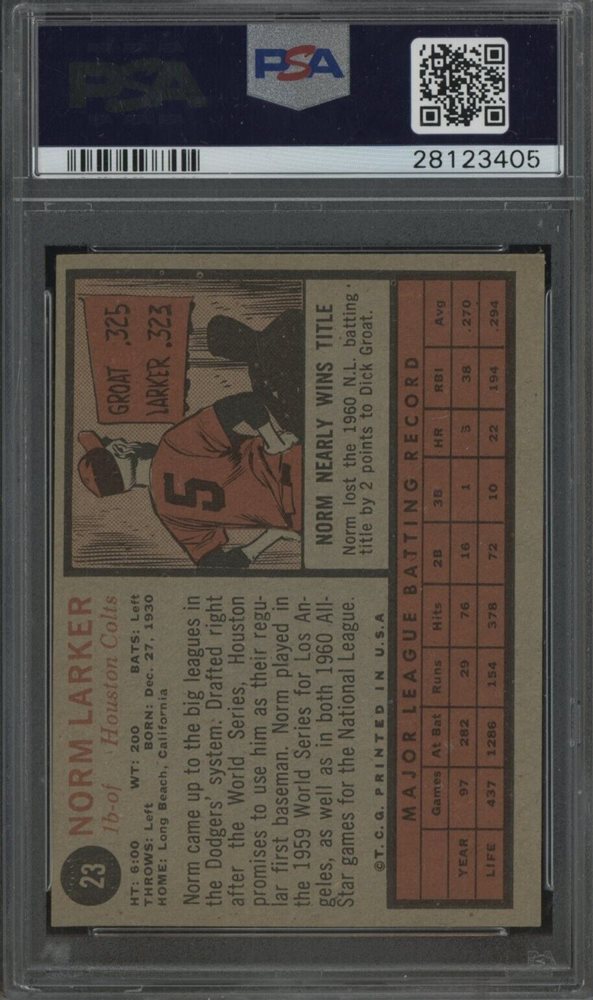 PSA
PSA
28123405
23
NORM LARKER
1b-of Houston Colts
HT: 6:00 WT: 200 BATS: Left
THROWS: Left BORN: Dec. 27, 1930
HOME: Long Beach, California
Norm came up to the big leagues in
the Dodgers' system: Drafted right
after the World Series, Houston
promises to use him as their regu-
lar first baseman. Norm played in
the 1959 World Series for Los An-
geles, as well as in both 1960 All-
Star games for the National League.
©T.C.G. PRINTED IN U.S.A
GROAT .325
LARKER .323
5
NORM NEARLY WINS TITLE
Norm lost the 1960 N.L. batting
title by 2 points to Dick Groat.
MAJOR LEAGUE BATTING RECORD
Games At Bat Runs Hits 2B 3B HR RBI Avg
YEAR 97 282 29 76 16 1 5 38 .270
LIFE 437 1286 154 378 72 10 22 194 .294
PSA